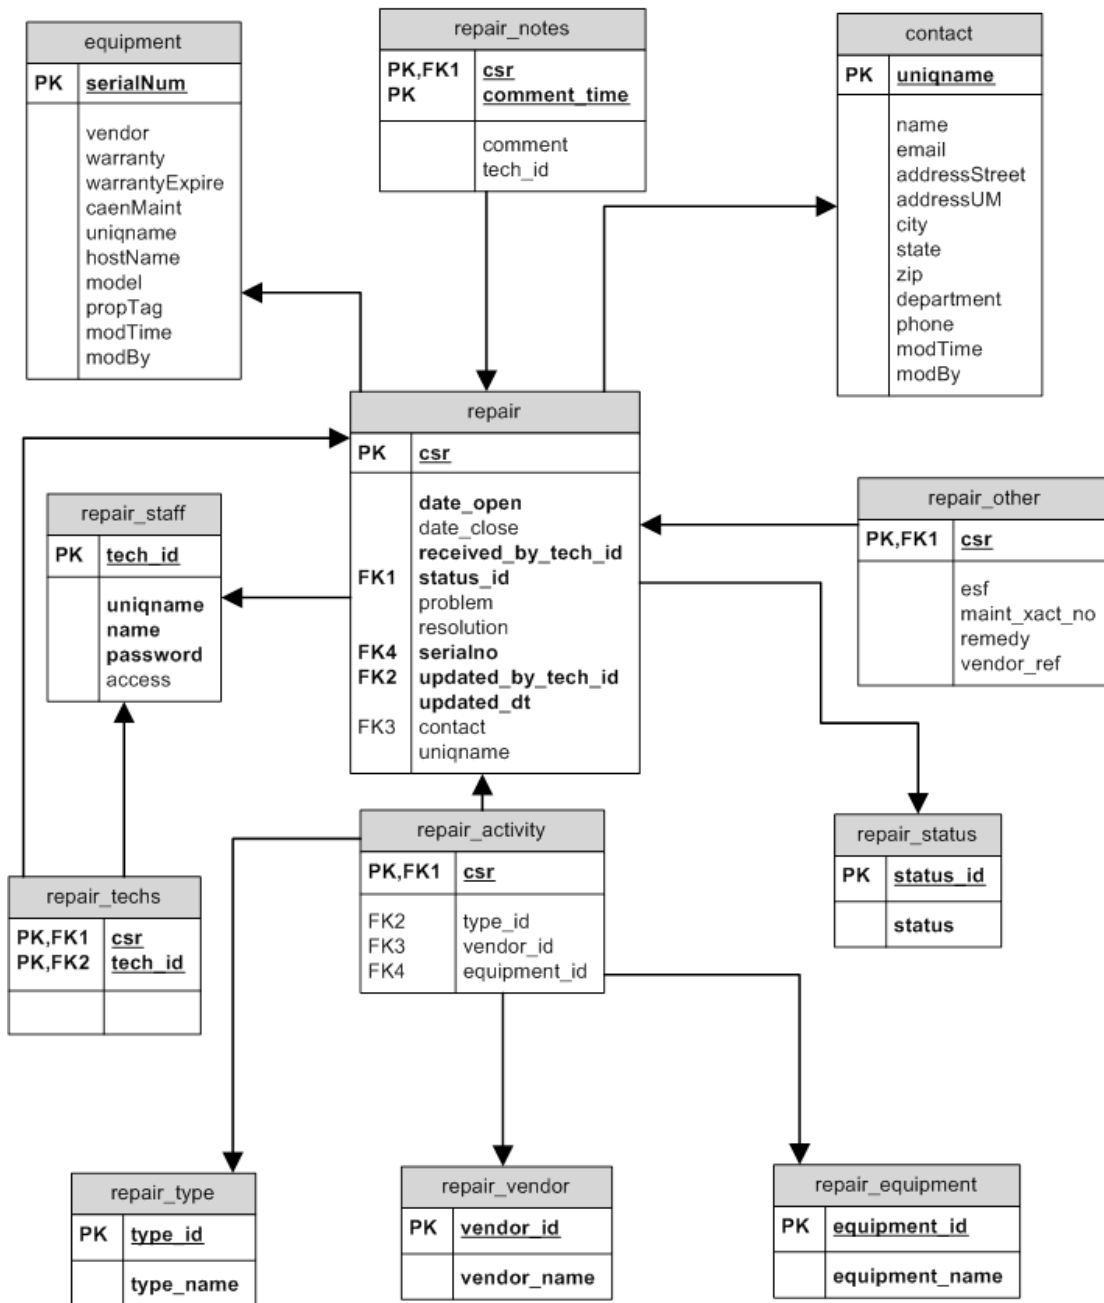 equipment
PK serialNum
vendor
warranty
warrantyExpire
caenMaint
uniqname
hostName
model
propTag
modTime
modBy
repair_notes
PK,FK1 csr
PK comment_time
comment
tech_id
contact
PK uniqname
name
email
addressStreet
addressUM
city
state
zip
department
phone
modTime
modBy
repair
PK csr
date_open
date_close
received_by_tech_id
FK1 status_id
problem
resolution
FK4 serialno
FK2 updated_by_tech_id
updated_dt
FK3 contact
uniqname
repair_staff
PK tech_id
uniqname
name
password
access
repair_other
PK,FK1 csr
esf
maint_xact_no
remedy
vendor_ref
repair_activity
PK,FK1 csr
FK2 type_id
FK3 vendor_id
FK4 equipment_id
repair_status
PK status_id
status
repair_techs
PK,FK1 csr
PK,FK2 tech_id
repair_type
PK type_id
type_name
repair_vendor
PK vendor_id
vendor_name
repair_equipment
PK equipment_id
equipment_name